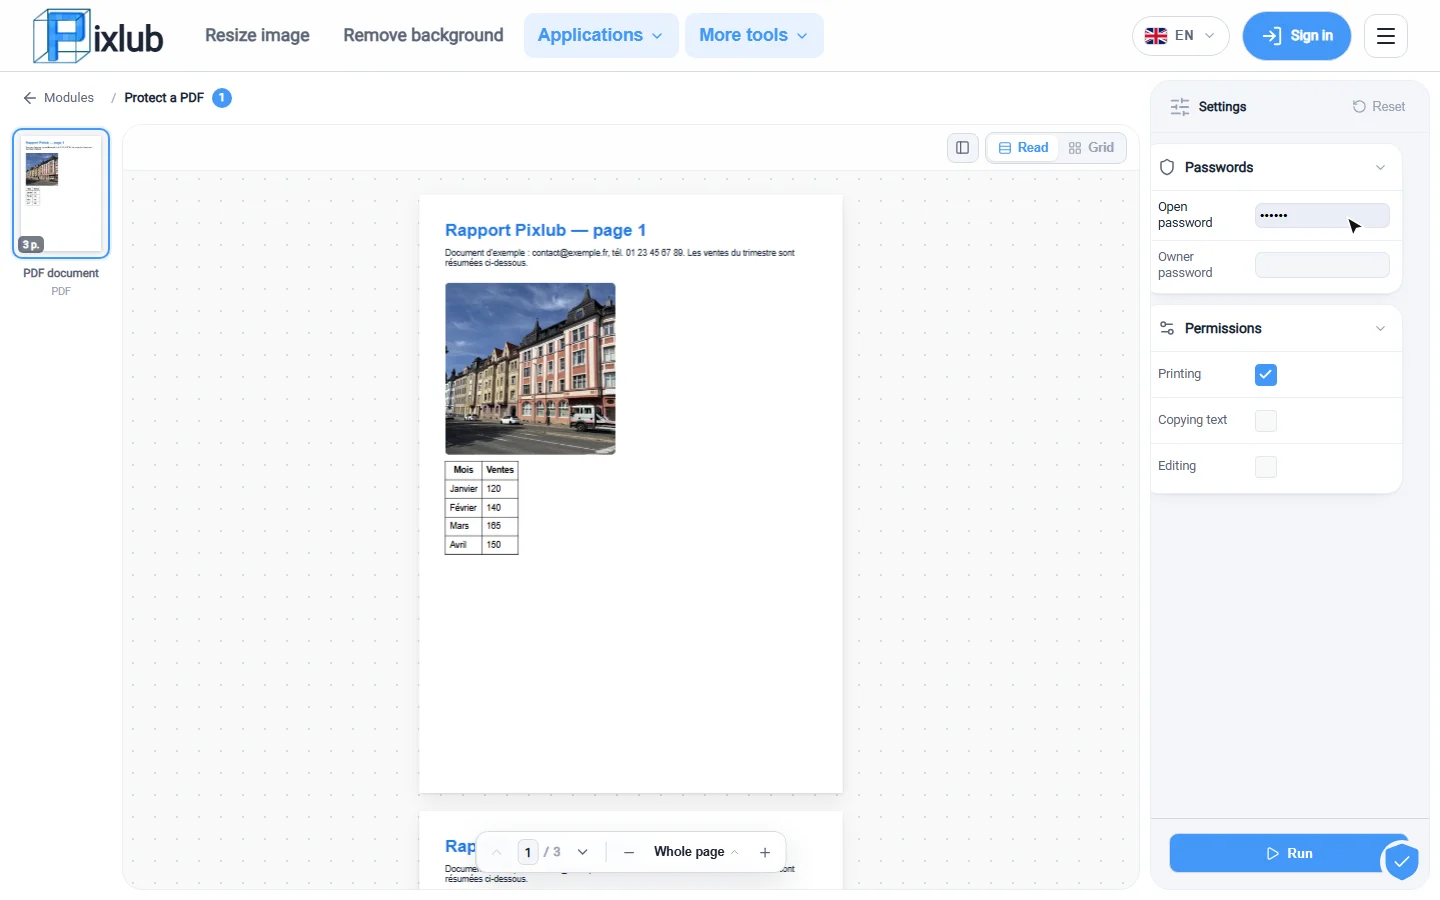 Pixlub
Resize image
Remove background
Applications
More tools
EN
Sign in
Modules / Protect a PDF 1
3 p.
PDF document
PDF
Read
Grid
Rapport Pixlub — page 1
Document d'exemple : contact@exemple.fr, tél. 01 23 45 67 89. Les ventes du trimestre sont
résumées ci-dessous.
Mois Ventes
Janvier 120
Février 140
Mars 165
Avril 150
Rap
Documen
ont
résumées ci-dessous.
1 / 3
Whole page
Settings
Reset
Passwords
Open
password
••••••
Owner
password
Permissions
Printing
Copying text
Editing
Run